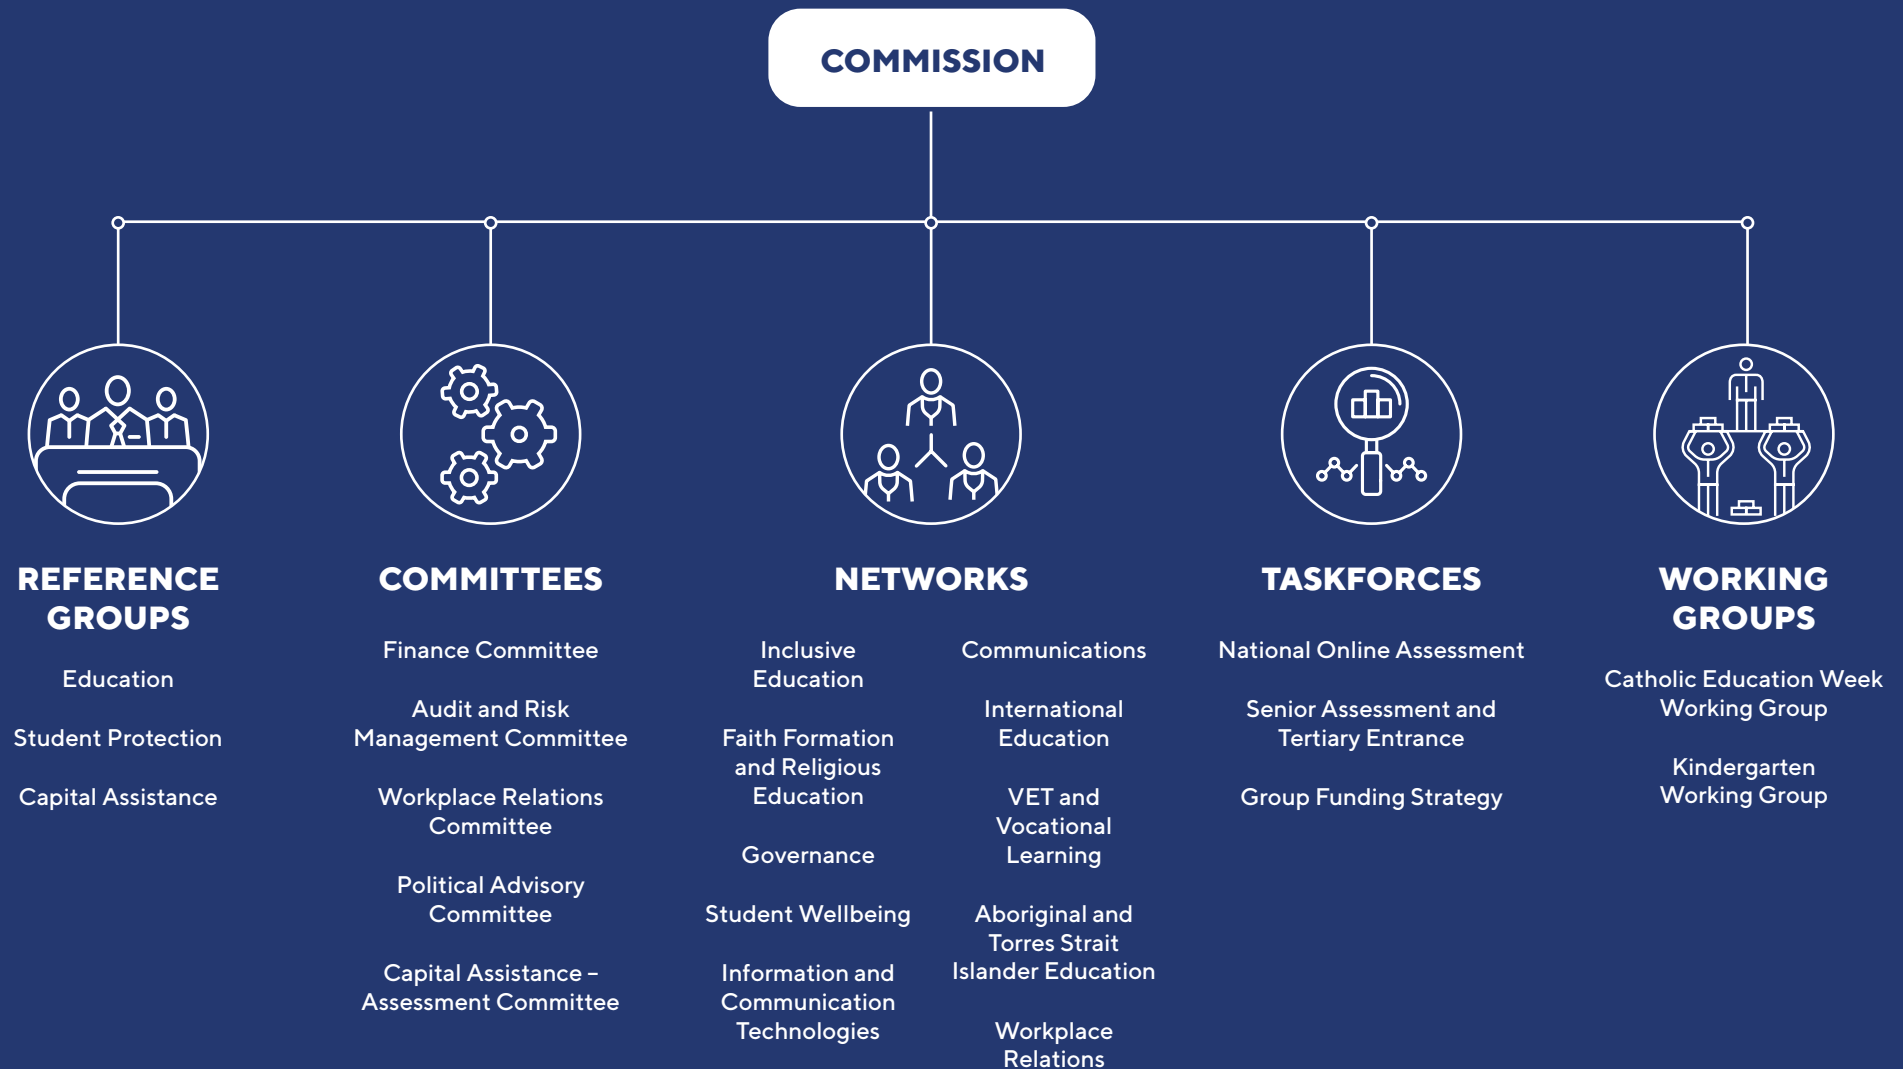 COMMISSION
REFERENCE
GROUPS
Education
Student Protection
Capital Assistance
COMMITTEES
Finance Committee
Audit and Risk
Management Committee
Workplace Relations
Committee
Political Advisory
Committee
Capital Assistance –
Assessment Committee
NETWORKS
Inclusive
Education
Faith Formation
and Religious
Education
Governance
Student Wellbeing
Information and
Communication
Technologies
Communications
International
Education
VET and
Vocational
Learning
Aboriginal and
Torres Strait
Islander Education
Workplace
Relations
TASKFORCES
National Online Assessment
Senior Assessment and
Tertiary Entrance
Group Funding Strategy
WORKING
GROUPS
Catholic Education Week
Working Group
Kindergarten
Working Group